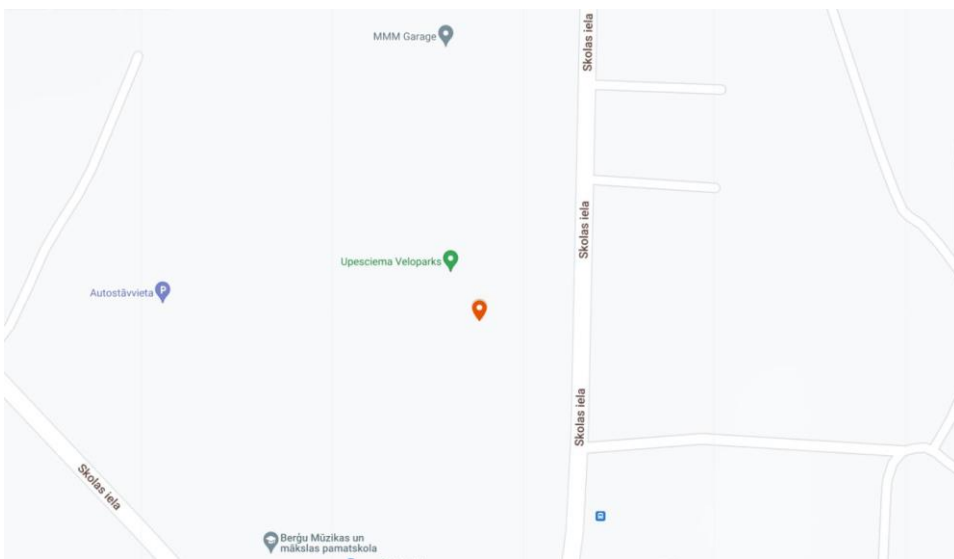 MMM Garage
Skolas iela
Skolas iela
Upesciema Veloparks
Autostāvvieta
P
Skolas iela
Skolas iela
Berģu Mūzikas un
mākslas pamatskola